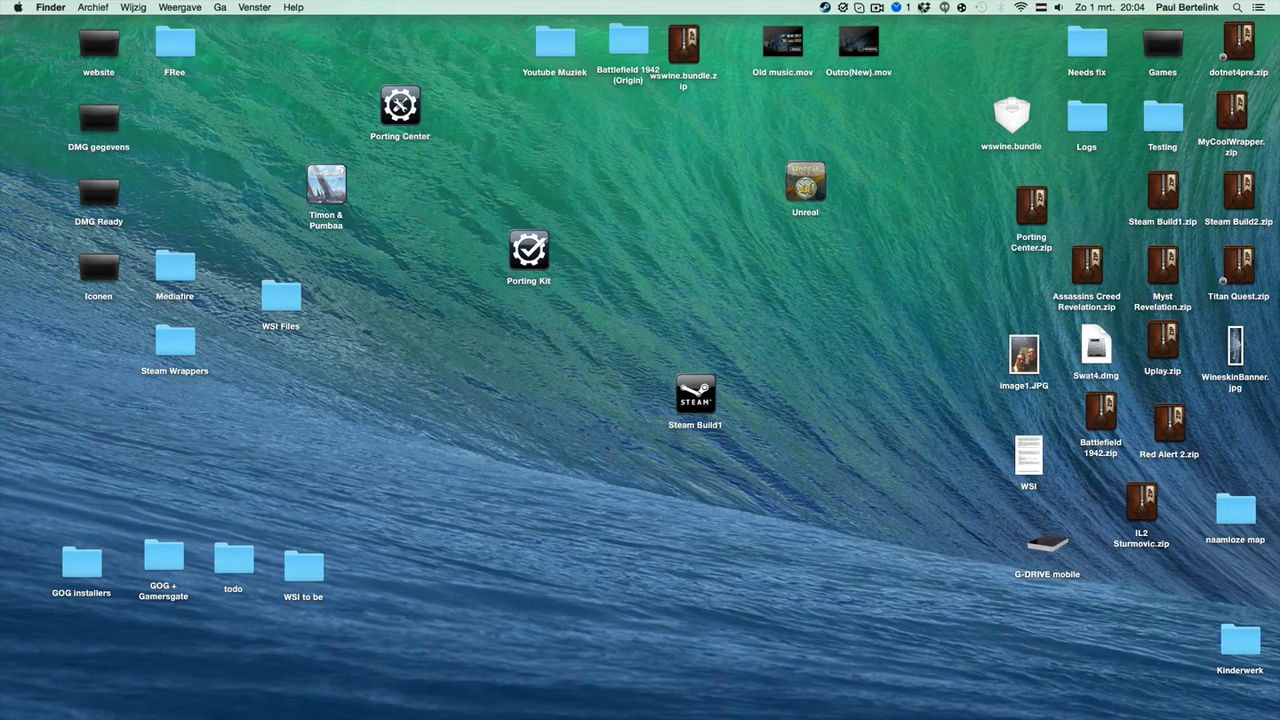 Finder Archief Wijzig Weergave Ga Venster Help 1 Zo 1 mrt. 20:04 Paul Bertelink
website
FRee
Youtube Muziek
Battlefield 1942
(Origin)
wswine.bundle.z
ip
Old music.mov
Outro(New).mov
Needs fix
Games
dotnet4pre.zip
DMG gegevens
Porting Center
wswine.bundle
Logs
Testing
MyCoolWrapper.
zip
DMG Ready
Timon &
Pumbaa
Unreal
Porting
Center.zip
Steam Build1.zip
Steam Build2.zip
Iconen
Mediafire
WSI Files
Porting Kit
Assassins Creed
Revelation.zip
Myst
Revelation.zip
Titan Quest.zip
Steam Wrappers
image1.JPG
Swat4.dmg
Uplay.zip
WineskinBanner.
jpg
STEAM
Steam Build1
Battlefield
1942.zip
Red Alert 2.zip
WSI
IL2
Sturmovic.zip
naamloze map
G-DRIVE mobile
GOG installers
GOG +
Gamersgate
todo
WSI to be
Kinderwerk